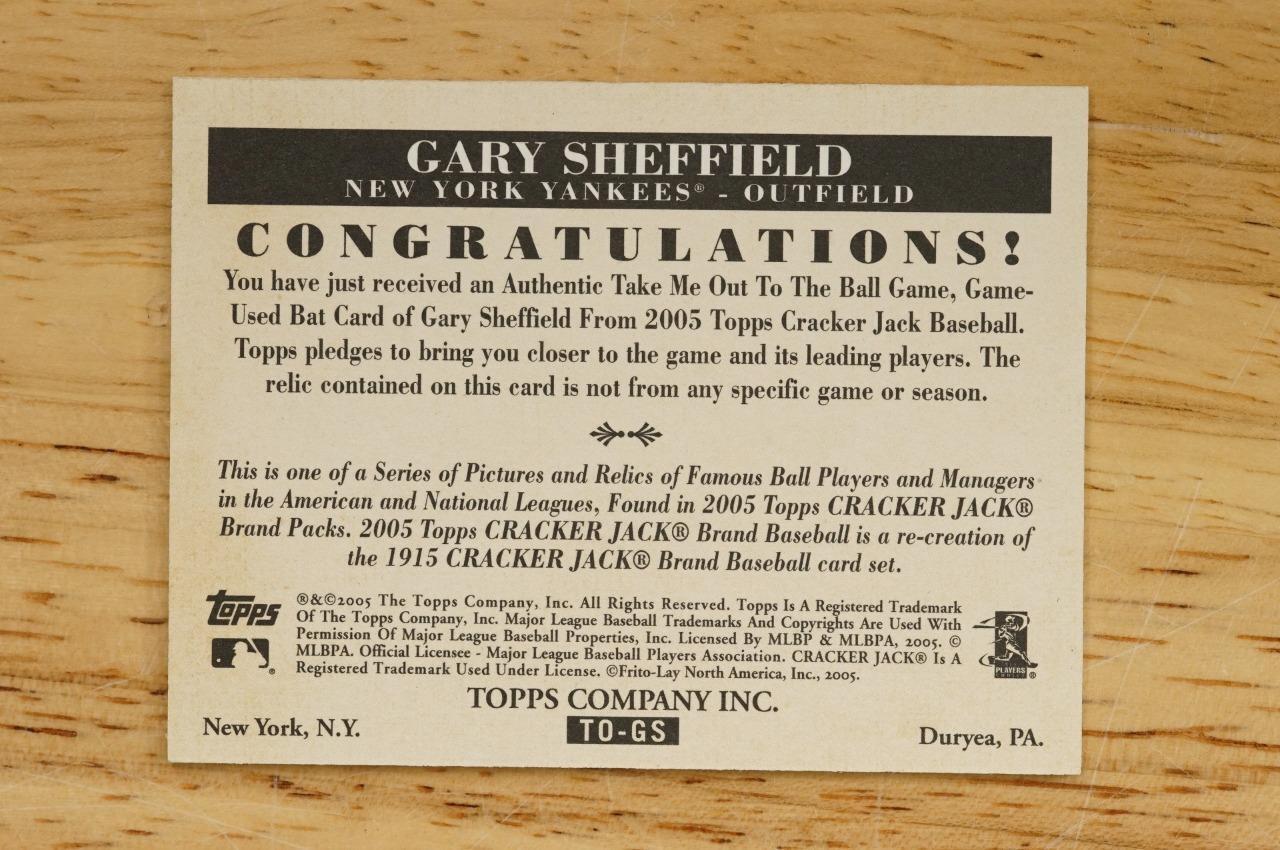 GARY SHEFFIELD
NEW YORK YANKEES® - OUTFIELD
CONGRATULATIONS!
You have just received an Authentic Take Me Out To The Ball Game, Game-
Used Bat Card of Gary Sheffield From 2005 Topps Cracker Jack Baseball.
Topps pledges to bring you closer to the game and its leading players. The
relic contained on this card is not from any specific game or season.
This is one of a Series of Pictures and Relics of Famous Ball Players and Managers
in the American and National Leagues, Found in 2005 Topps CRACKER JACK®
Brand Packs. 2005 Topps CRACKER JACK® Brand Baseball is a re-creation of
the 1915 CRACKER JACK® Brand Baseball card set.
Topps
®&©2005 The Topps Company, Inc. All Rights Reserved. Topps Is A Registered Trademark
Of The Topps Company, Inc. Major League Baseball Trademarks And Copyrights Are Used With
Permission Of Major League Baseball Properties, Inc. Licensed By MLBP & MLBPA, 2005. ©
MLBPA. Official Licensee - Major League Baseball Players Association. CRACKER JACK® Is A
Registered Trademark Used Under License. ©Frito-Lay North America, Inc., 2005.
PLAYERS
®
TOPPS COMPANY INC.
New York, N.Y.
TO-GS
Duryea, PA.